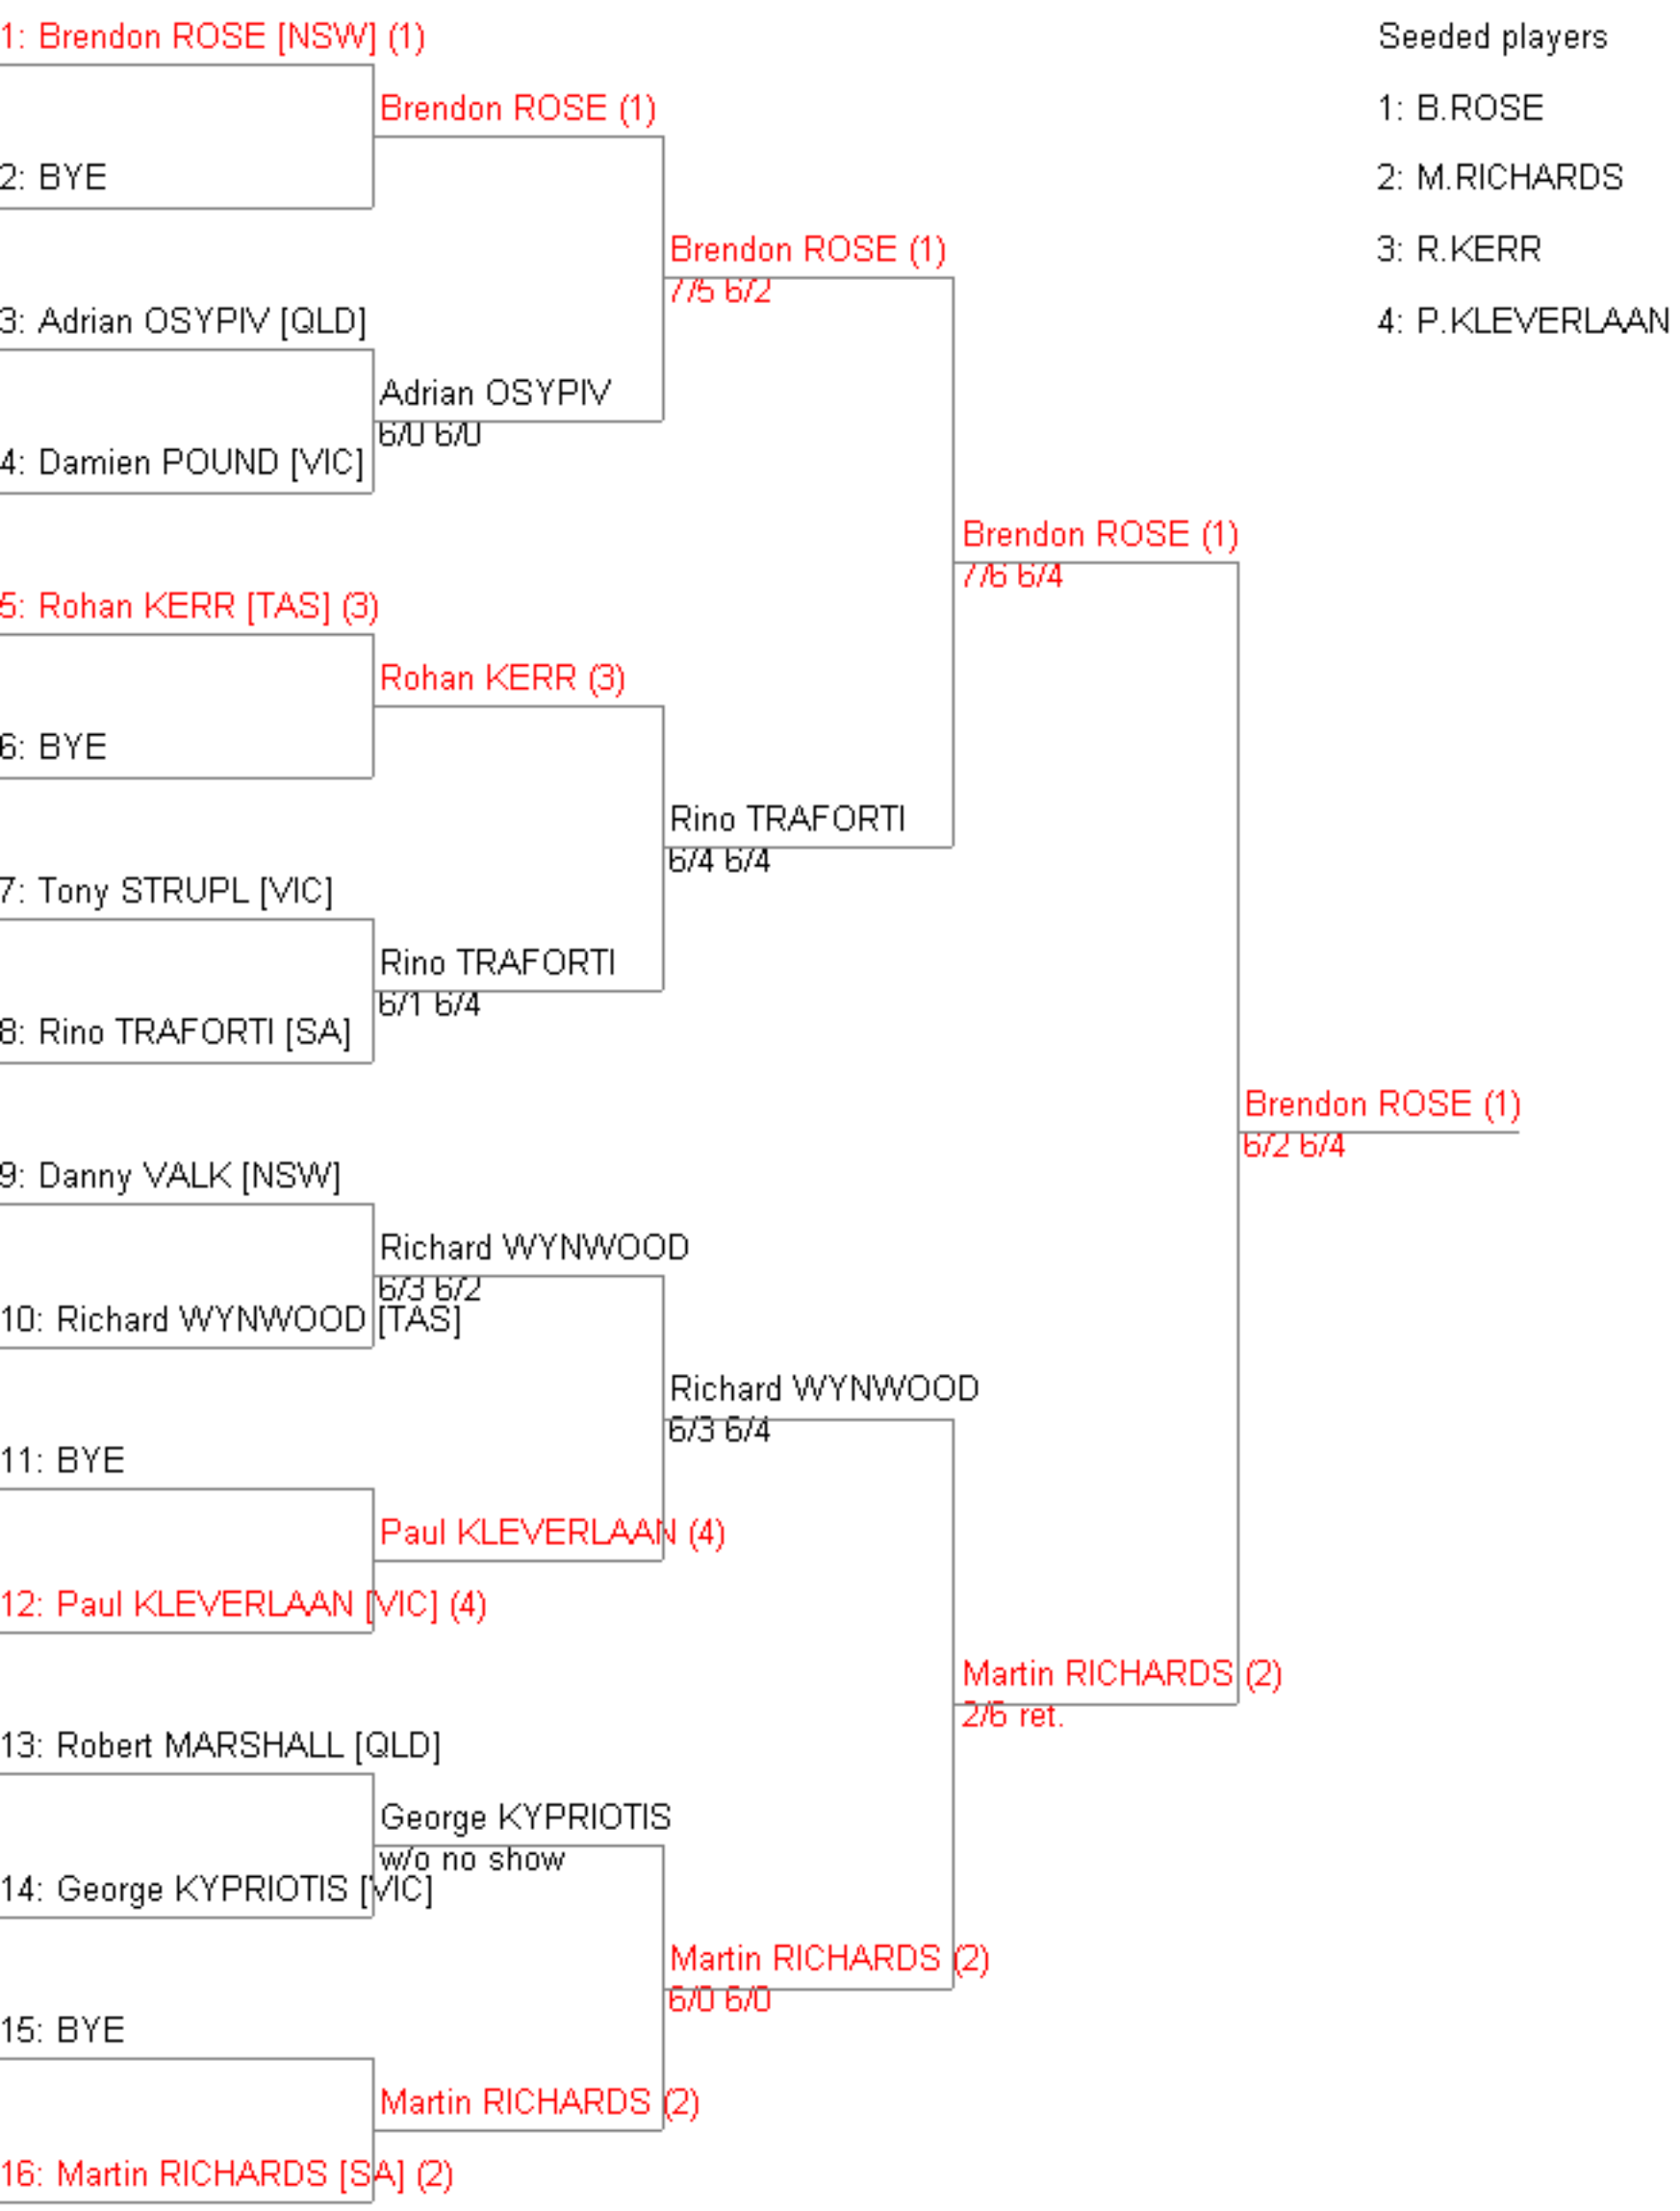 1: Brendon ROSE [NSW] (1)
Seeded players
Brendon ROSE (1)
1: B.ROSE
2: BYE
2: M.RICHARDS
Brendon ROSE (1)
7/5 6/2
3: R.KERR
3: Adrian OSYPIV [QLD]
4: P.KLEVERLAAN
Adrian OSYPIV
6/0 6/0
4: Damien POUND [VIC]
Brendon ROSE (1)
7/6 6/4
5: Rohan KERR [TAS] (3)
Rohan KERR (3)
6: BYE
Rino TRAFORTI
6/4 6/4
7: Tony STRUPL [VIC]
Rino TRAFORTI
6/1 6/4
8: Rino TRAFORTI [SA]
Brendon ROSE (1)
6/2 6/4
9: Danny VALK [NSW]
Richard WYNWOOD
6/3 6/2
10: Richard WYNWOOD [TAS]
Richard WYNWOOD
6/3 6/4
11: BYE
Paul KLEVERLAAN (4)
12: Paul KLEVERLAAN [VIC] (4)
Martin RICHARDS (2)
2/6 ret.
13: Robert MARSHALL [QLD]
George KYPRIOTIS
w/o no show
14: George KYPRIOTIS [VIC]
Martin RICHARDS (2)
6/0 6/0
15: BYE
Martin RICHARDS (2)
16: Martin RICHARDS [SA] (2)